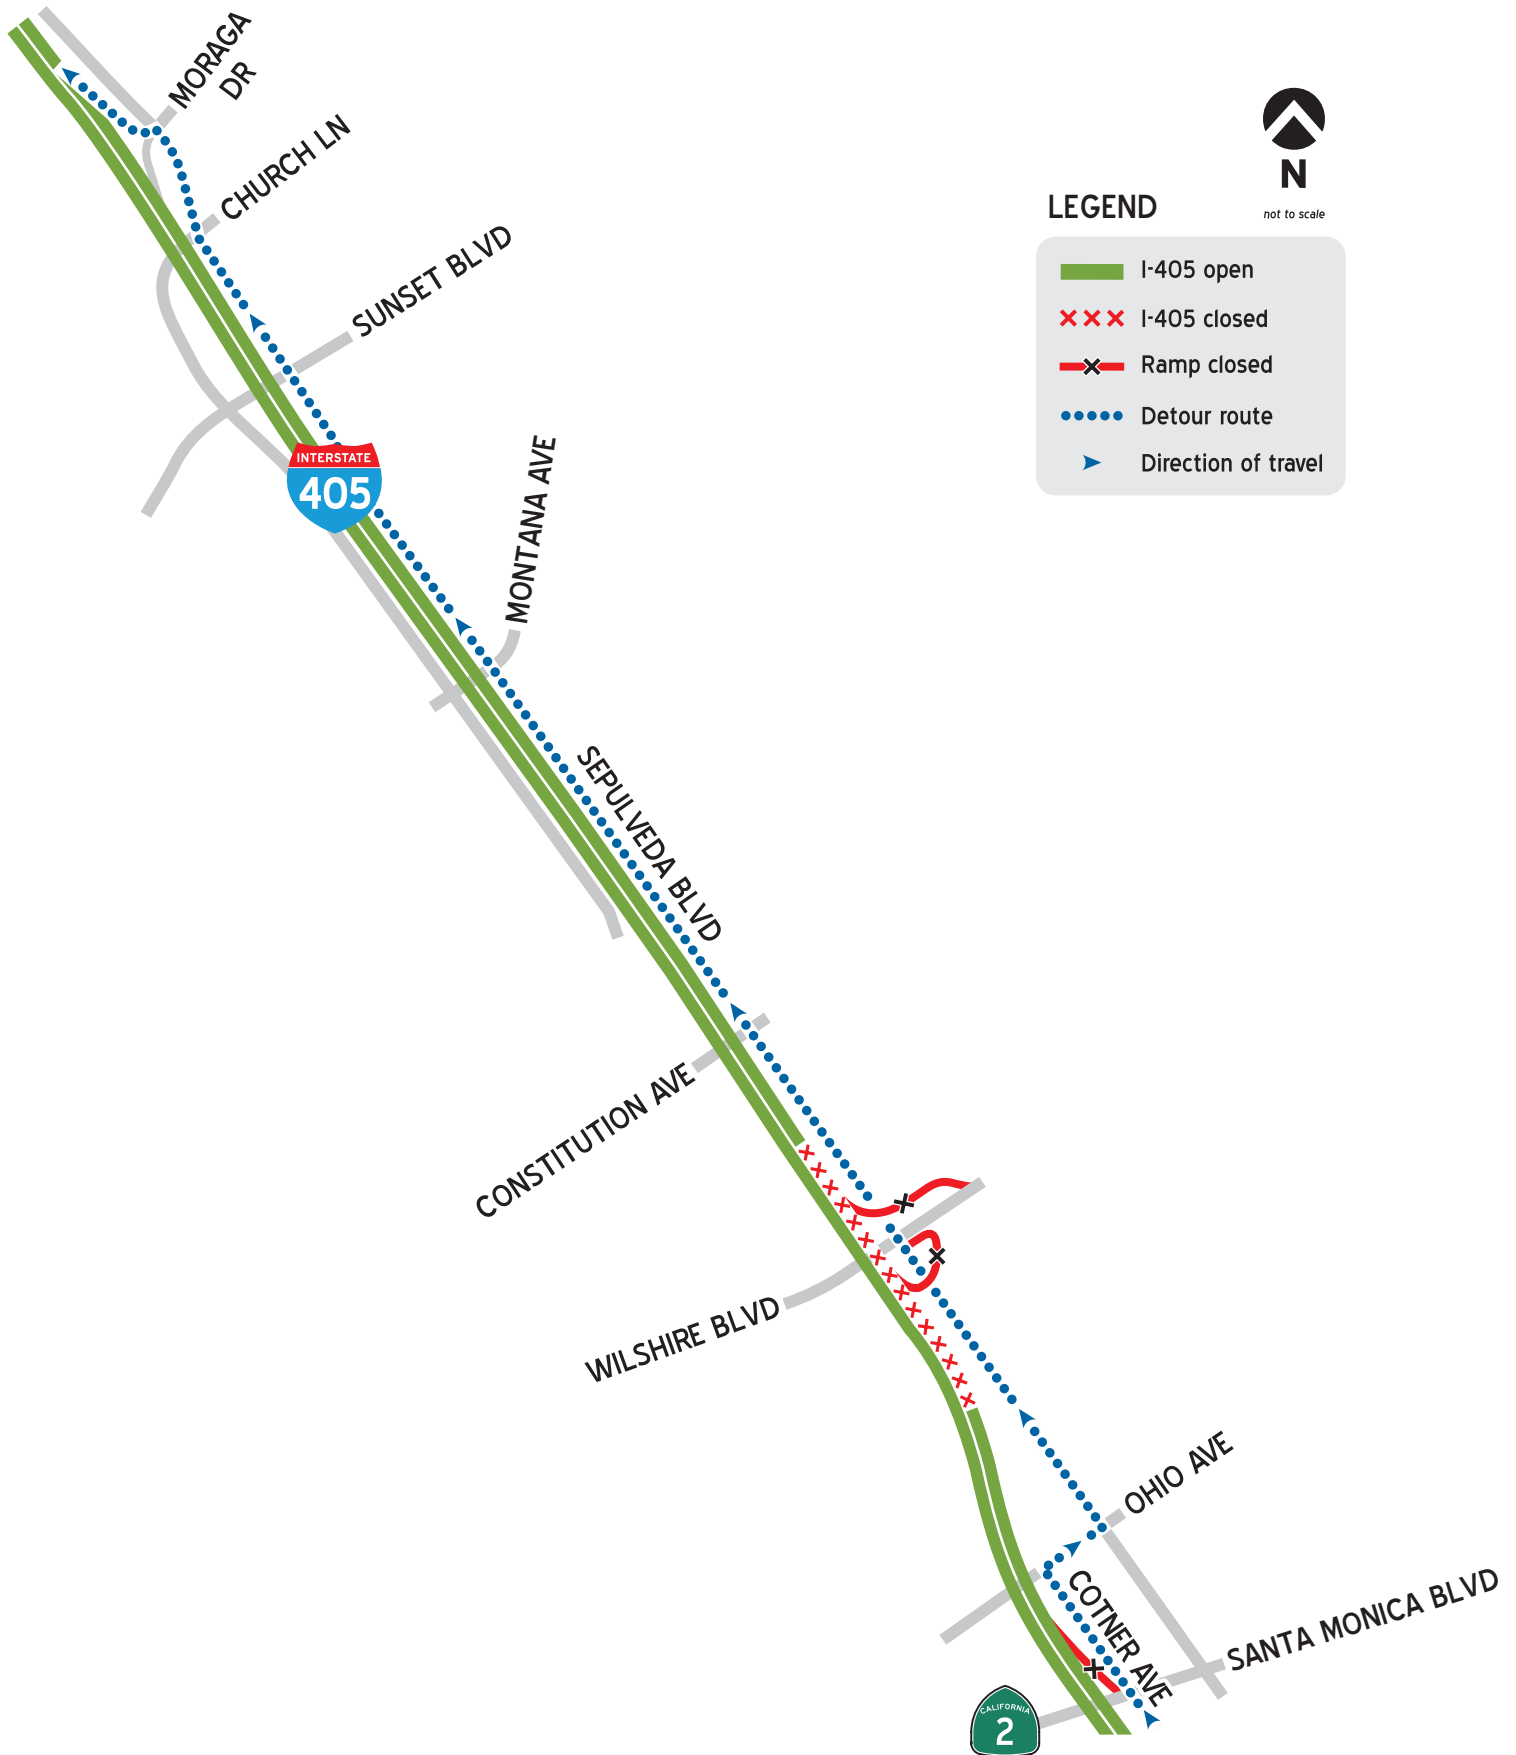 MORAGA
DR
CHURCH LN
SUNSET BLVD
INTERSTATE
405
MONTANA AVE
SEPULVEDA BLVD
CONSTITUTION AVE
WILSHIRE BLVD
OHIO AVE
COTNER AVE
SANTA MONICA BLVD
CALIFORNIA
2
N
not to scale
LEGEND
I-405 open
I-405 closed
Ramp closed
Detour route
Direction of travel